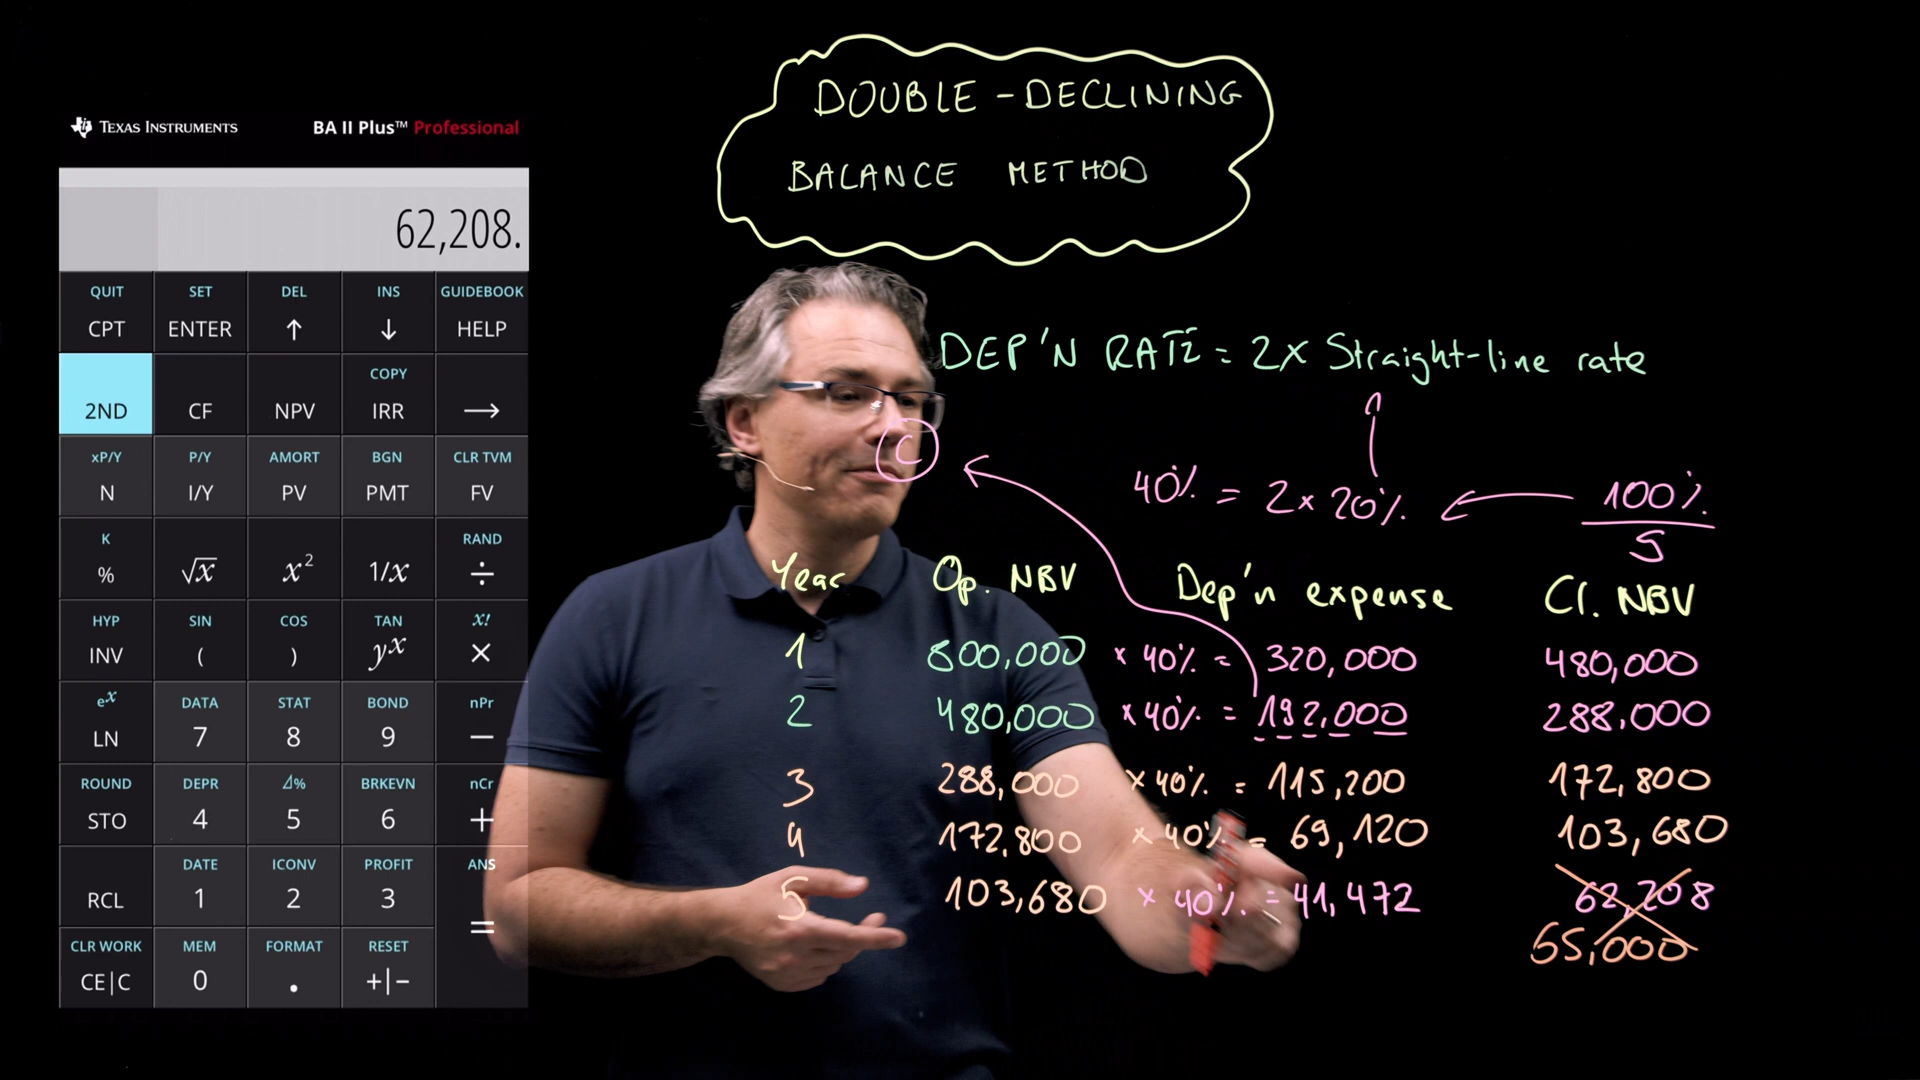 TEXAS INSTRUMENTS BA II Plus™ Professional
62,208.
QUIT SET DEL INS GUIDEBOOK
CPT ENTER ↑ ↓ HELP
COPY
2ND CF NPV IRR →
xP/Y P/Y AMORT BGN CLR TVM
N I/Y PV PMT FV
K RAND
% √x x² 1/x ÷
HYP SIN COS TAN x!
INV ( ) yˣ ×
eˣ DATA STAT BOND nPr
LN 7 8 9 −
ROUND DEPR Δ% BRKEVN nCr
STO 4 5 6 +
DATE ICONV PROFIT ANS
RCL 1 2 3 =
CLR WORK MEM FORMAT RESET
CE|C 0 . +|−
DOUBLE-DECLINING
BALANCE METHOD
DEP'N RATE = 2x Straight-line rate
C
40% = 2 x 20% ← 100%
5
Year Op. NBV Dep'n expense Cl. NBV
1 800,000 x 40% = 320,000 480,000
2 480,000 x 40% = 192,000 288,000
3 288,000 x 40% = 115,200 172,800
4 172,800 x 40% = 69,120 103,680
5 103,680 x 40% = 41,472 62,208
65,000